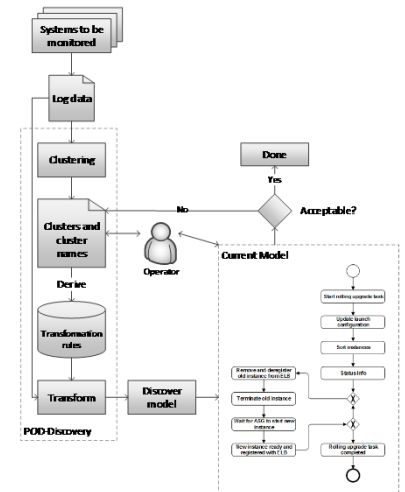 Systems to be
monitored
Log data
Clustering
Done
Yes
No
Acceptable?
Clusters and
cluster
names
Operator
Current Model
Derive
Start rolling upgrade task
Update launch
configuration
Sort instances
Transformation
rules
Remove and deregister
old instance from ELB
Status info
Terminate old instance
Transform
Discover
model
Wait for ASG to start new
instance
New instance ready and
registered with ELB
Rolling upgrade task
completed
POD-Discovery